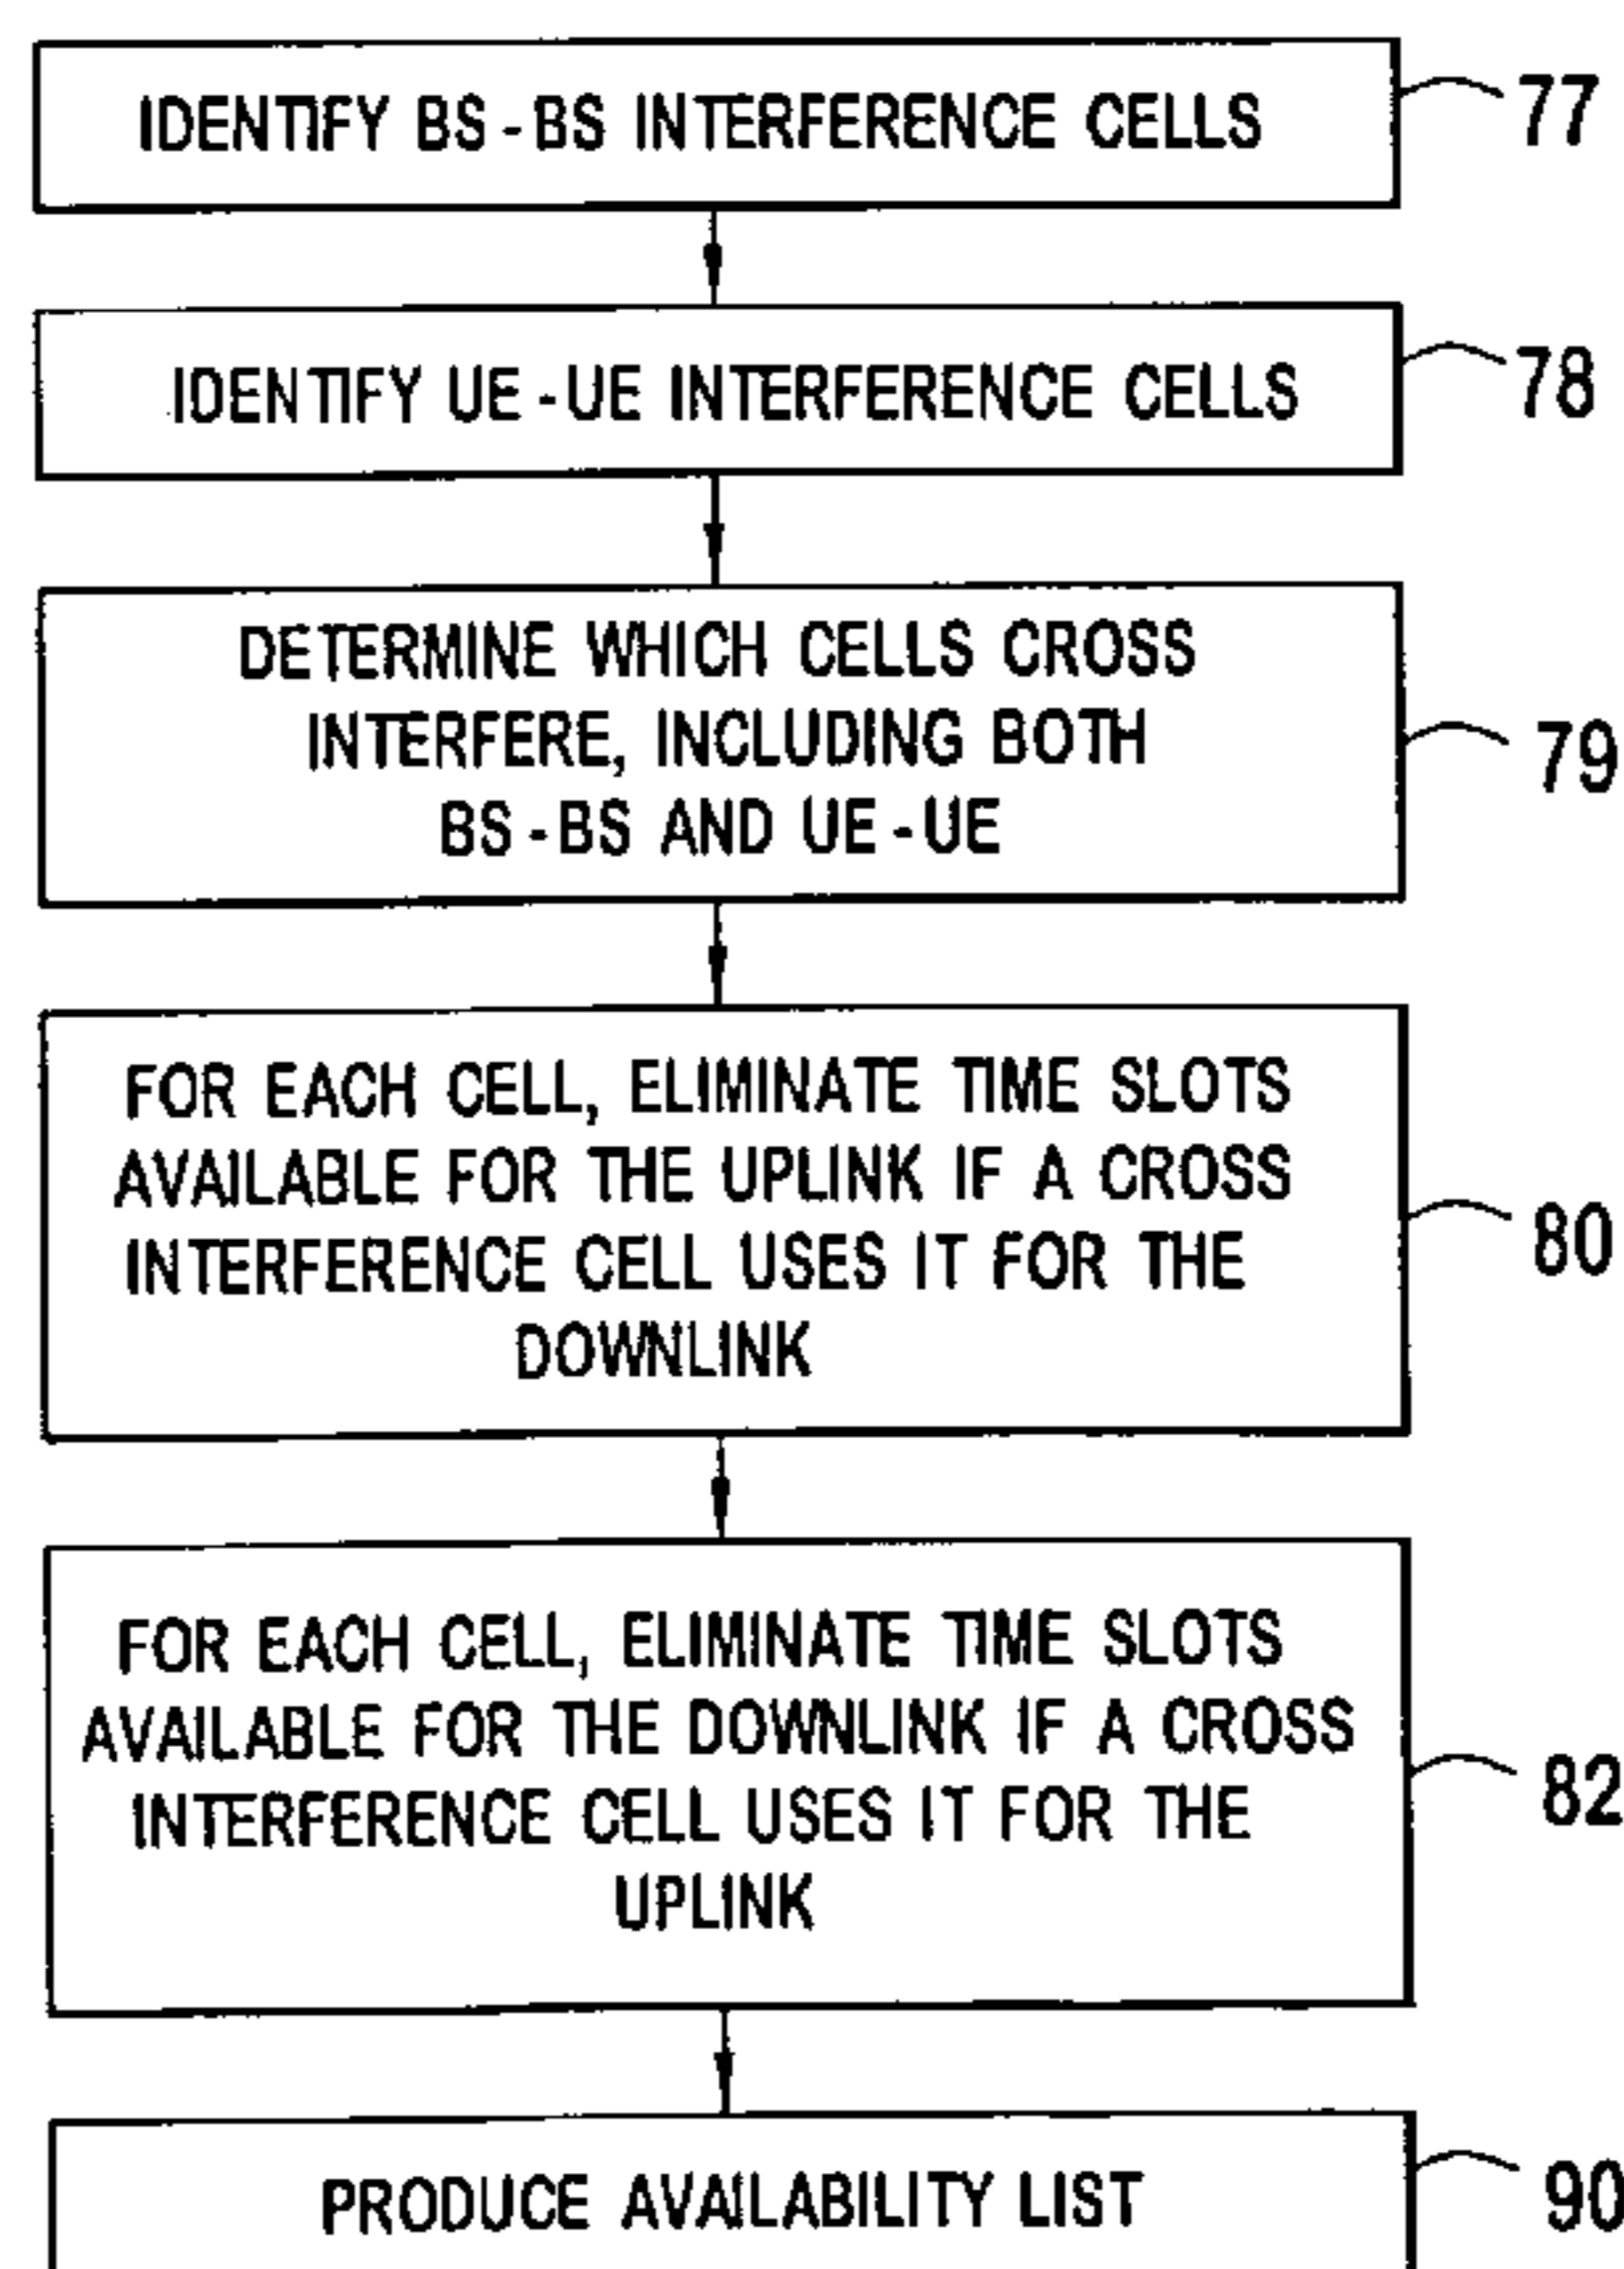 IDENTIFY BS-BS INTERFERENCE CELLS
77
IDENTIFY UE-UE INTERFERENCE CELLS
78
DETERMINE WHICH CELLS CROSS
INTERFERE, INCLUDING BOTH
BS-BS AND UE-UE
79
FOR EACH CELL, ELIMINATE TIME SLOTS
AVAILABLE FOR THE UPLINK IF A CROSS
INTERFERENCE CELL USES IT FOR THE
DOWNLINK
80
FOR EACH CELL, ELIMINATE TIME SLOTS
AVAILABLE FOR THE DOWNLINK IF A CROSS
INTERFERENCE CELL USES IT FOR THE
UPLINK
82
PRODUCE AVAILABILITY LIST
90